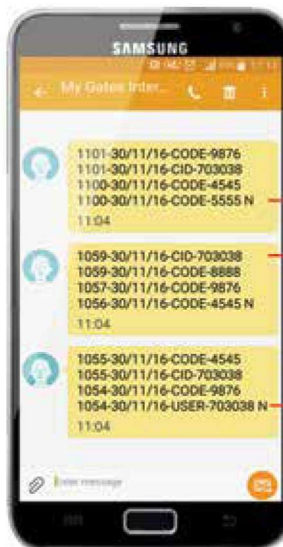 SAMSUNG
My Gates Inter...
1101-30/11/16-CODE-9876
1101-30/11/16-CID-703038
1100-30/11/16-CODE-4545
1100-30/11/16-CODE-5555 N
11:04
1059-30/11/16-CID-703038
1059-30/11/16-CODE-8888
1057-30/11/16-CODE-9876
1056-30/11/16-CODE-4545 N
11:04
1055-30/11/16-CODE-4545
1055-30/11/16-CID-703038
1054-30/11/16-CODE-9876
1054-30/11/16-USER-703038 N
11:04
Enter message